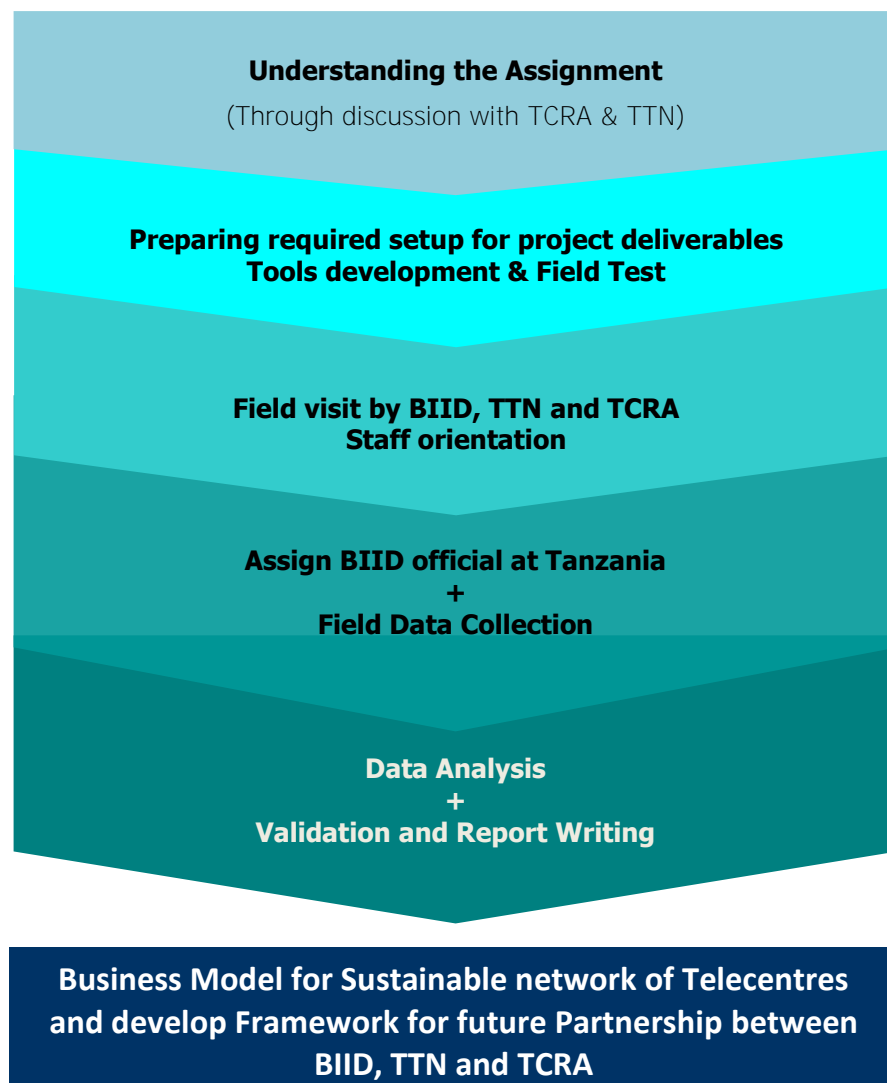 Understanding the Assignment
(Through discussion with TCRA & TTN)
Preparing required setup for project deliverables
Tools development & Field Test
Field visit by BIID, TTN and TCRA
Staff orientation
Assign BIID official at Tanzania
+
Field Data Collection
Data Analysis
+
Validation and Report Writing
Business Model for Sustainable network of Telecentres
and develop Framework for future Partnership between
BIID, TTN and TCRA